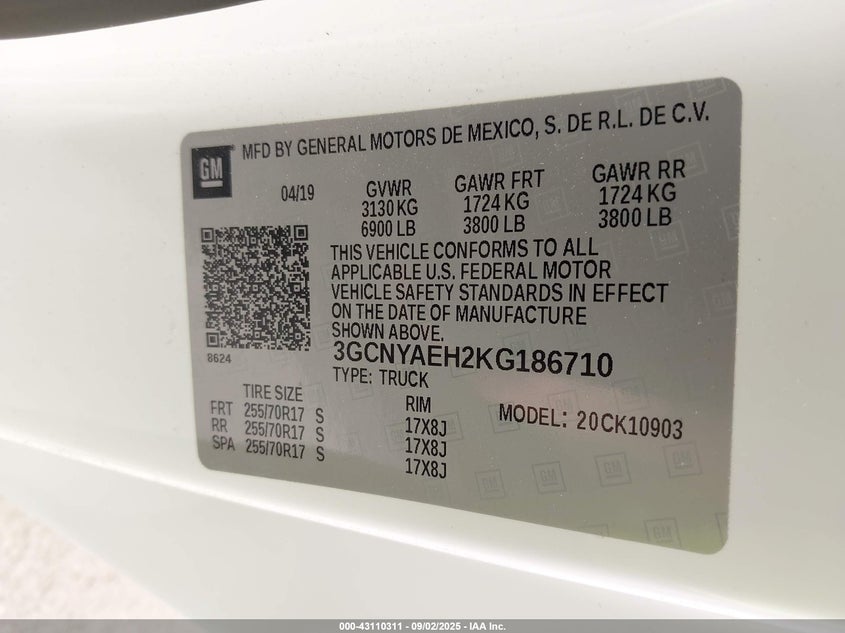 MFD BY GENERAL MOTORS DE MEXICO, S. DE R.L. DE C.V.
GM
04/19
GVWR
3130 KG
6900 LB
GAWR FRT
1724 KG
3800 LB
GAWR RR
1724 KG
3800 LB
THIS VEHICLE CONFORMS TO ALL
APPLICABLE U.S. FEDERAL MOTOR
VEHICLE SAFETY STANDARDS IN EFFECT
ON THE DATE OF MANUFACTURE
SHOWN ABOVE.
8624
3GCNYAEH2KG186710
TYPE: TRUCK
TIRE SIZE
FRT 255/70R17 S
RR 255/70R17 S
SPA 255/70R17 S
RIM
17X8J
17X8J
17X8J
MODEL: 20CK10903
000-43110311 - 09/02/2025 - IAA Inc.